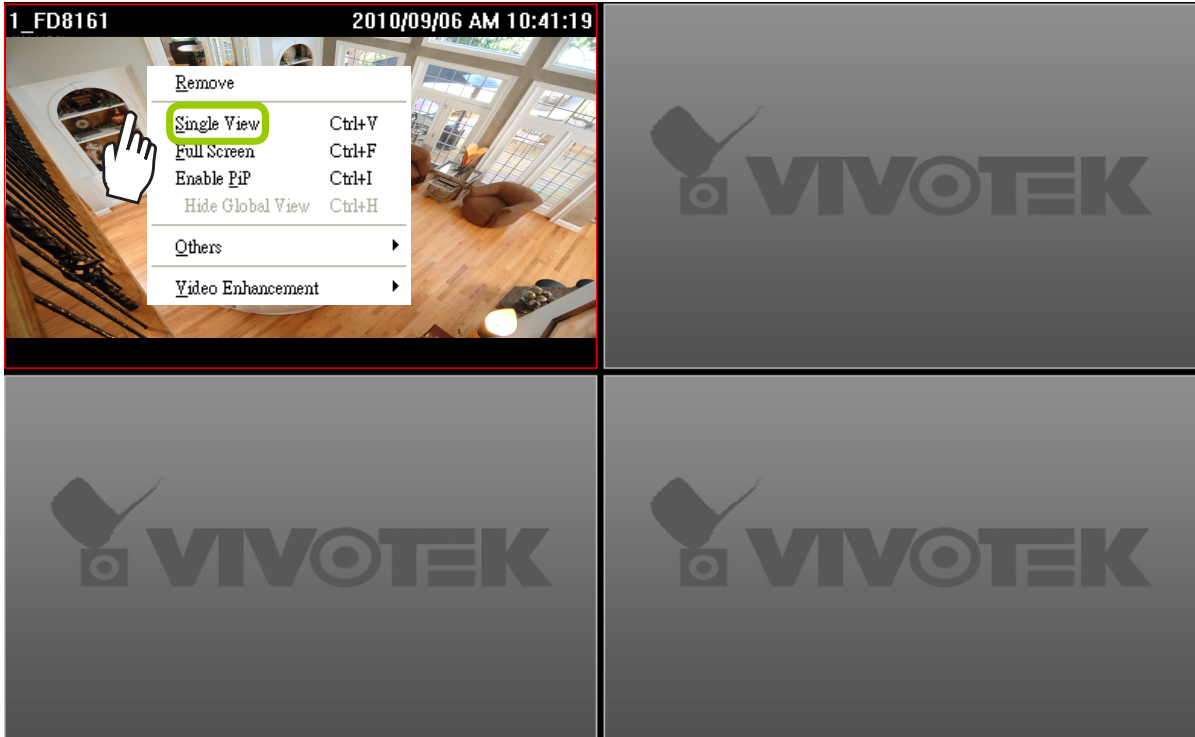 1_FD8161 2010/09/06 AM 10:41:19
Remove
Single View Ctrl+V
Full Screen Ctrl+F
Enable PiP Ctrl+I
Hide Global View Ctrl+H
Others
Video Enhancement
VIVOTEK
VIVOTEK
VIVOTEK